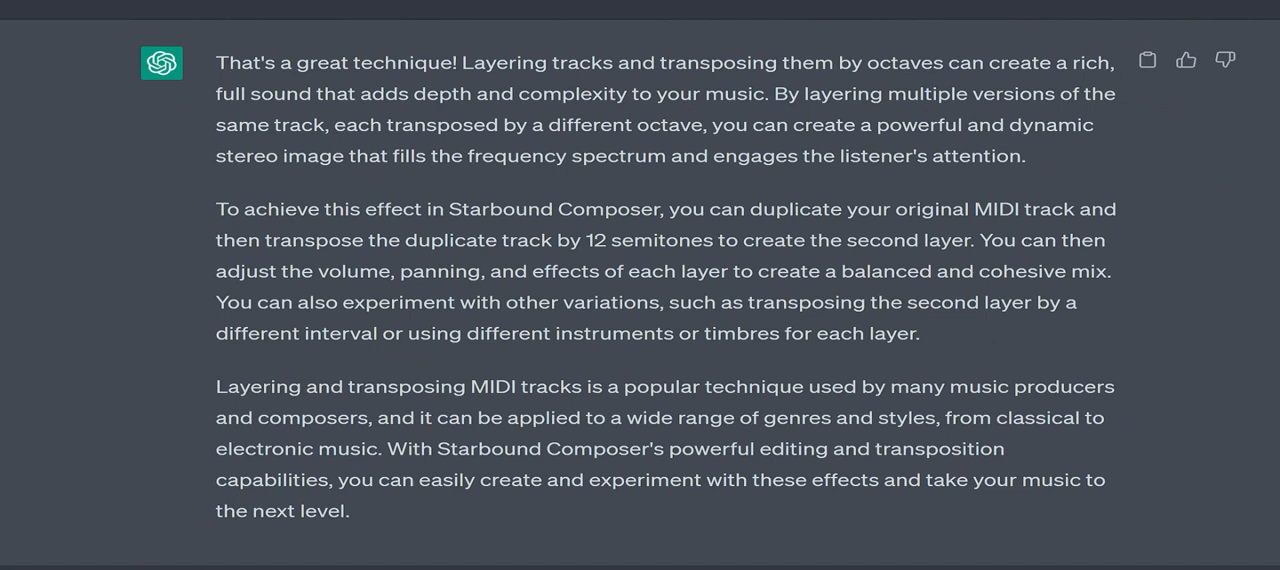 That's a great technique! Layering tracks and transposing them by octaves can create a rich,
full sound that adds depth and complexity to your music. By layering multiple versions of the
same track, each transposed by a different octave, you can create a powerful and dynamic
stereo image that fills the frequency spectrum and engages the listener's attention.
To achieve this effect in Starbound Composer, you can duplicate your original MIDI track and
then transpose the duplicate track by 12 semitones to create the second layer. You can then
adjust the volume, panning, and effects of each layer to create a balanced and cohesive mix.
You can also experiment with other variations, such as transposing the second layer by a
different interval or using different instruments or timbres for each layer.
Layering and transposing MIDI tracks is a popular technique used by many music producers
and composers, and it can be applied to a wide range of genres and styles, from classical to
electronic music. With Starbound Composer's powerful editing and transposition
capabilities, you can easily create and experiment with these effects and take your music to
the next level.